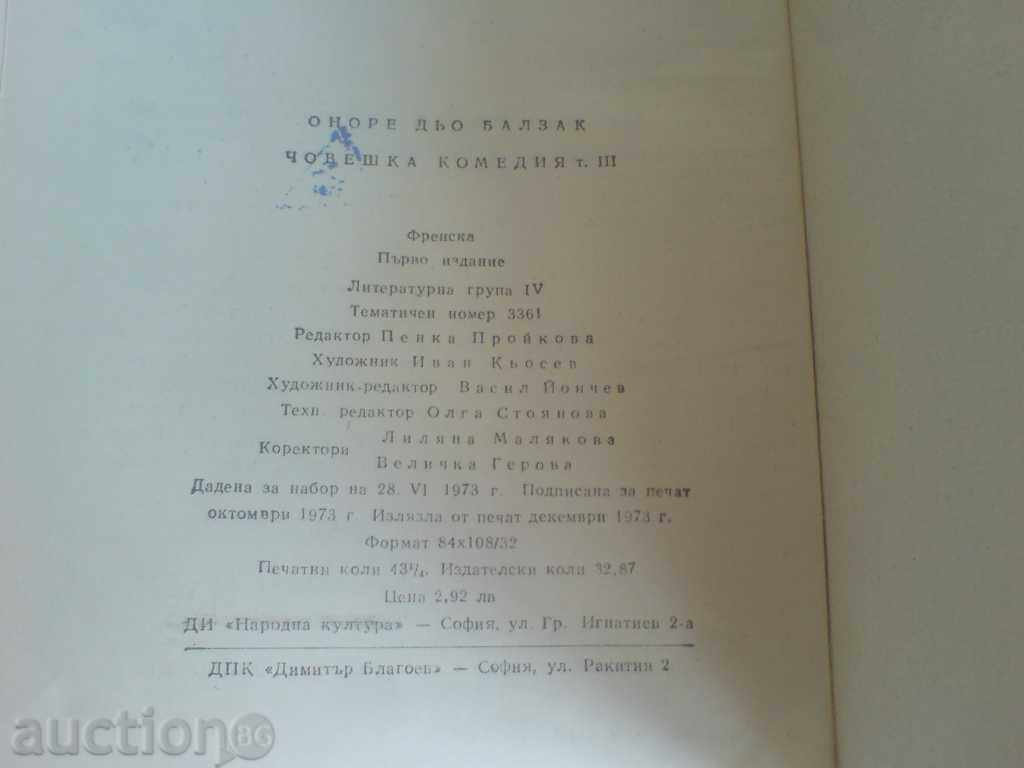 ОНОРЕ ДЬО БАЛЗАК
ЧОВЕШКА КОМЕДИЯ т. III
Френска
Първо издание
Литературна група IV
Тематичен номер 3361
Редактор Пенка Пройкова
Художник Иван Кьосев
Художник-редактор Васил Йончев
Техн. редактор Олга Стоянова
Коректори Лиляна Малякова
Величка Герова
Дадена за набор на 28. VI 1973 г. Подписана за печат
октомври 1973 г. Излязла от печат декември 1973 г.
Формат 84х108/32
Печатни коли 43¼. Издателски кола 32,87
Цена 2,92 лв
ДИ «Народна култура» — София, ул. Гр. Игнатиев 2-а
ДПК «Димитър Благоев» — София, ул. Ракитин 2
auction BG